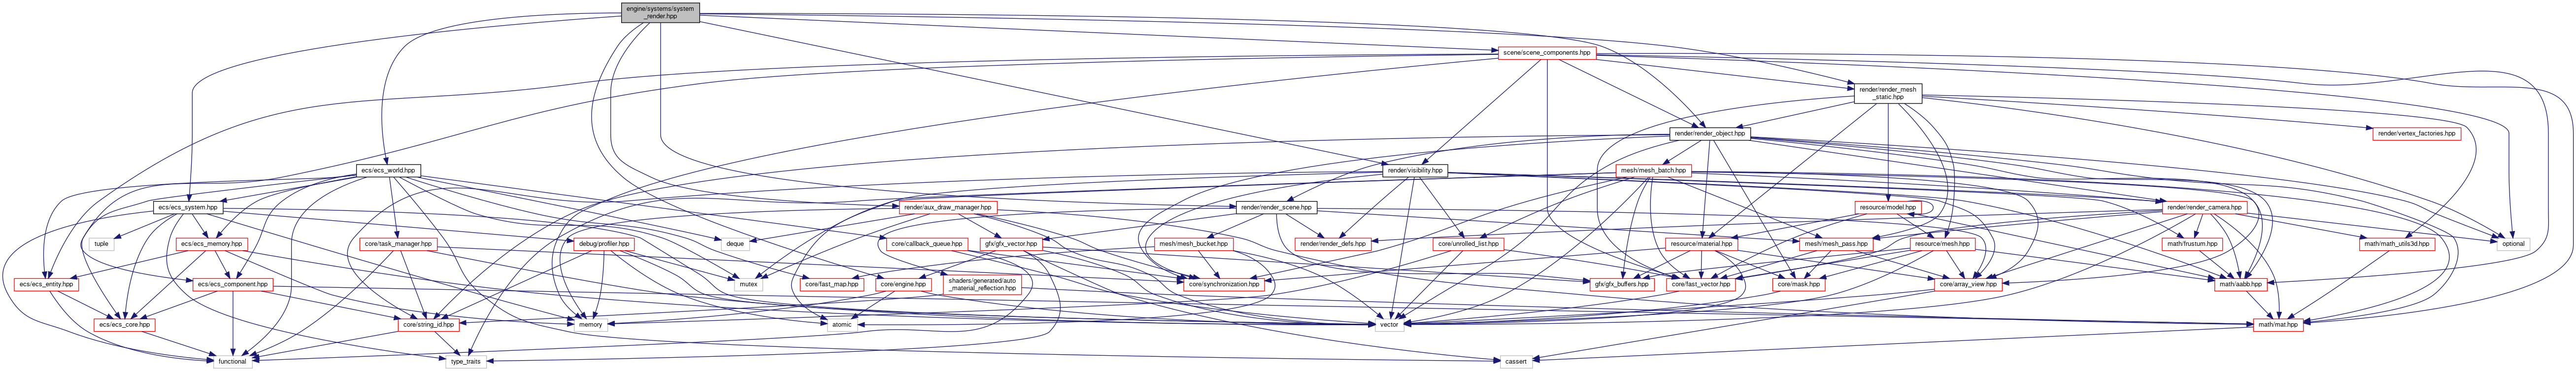 engine/systems/system
_render.hpp
scene/scene_components.hpp
render/render_mesh
_static.hpp
render/render_object.hpp
render/vertex_factories.hpp
ecs/ecs_world.hpp
render/visibility.hpp
mesh/mesh_batch.hpp
ecs/ecs_system.hpp
render/aux_draw_manager.hpp
render/render_scene.hpp
resource/model.hpp
render/render_camera.hpp
tuple
ecs/ecs_memory.hpp
core/task_manager.hpp
debug/profiler.hpp
deque
core/callback_queue.hpp
gfx/gfx_vector.hpp
mesh/mesh_bucket.hpp
render/render_defs.hpp
core/unrolled_list.hpp
mesh/mesh_pass.hpp
resource/material.hpp
resource/mesh.hpp
math/frustum.hpp
math/math_utils3d.hpp
optional
ecs/ecs_entity.hpp
ecs/ecs_component.hpp
mutex
core/fast_map.hpp
core/engine.hpp
shaders/generated/auto
_material_reflection.hpp
core/synchronization.hpp
gfx/gfx_buffers.hpp
core/fast_vector.hpp
core/mask.hpp
core/array_view.hpp
math/aabb.hpp
ecs/ecs_core.hpp
core/string_id.hpp
memory
atomic
vector
math/mat.hpp
functional
type_traits
cassert